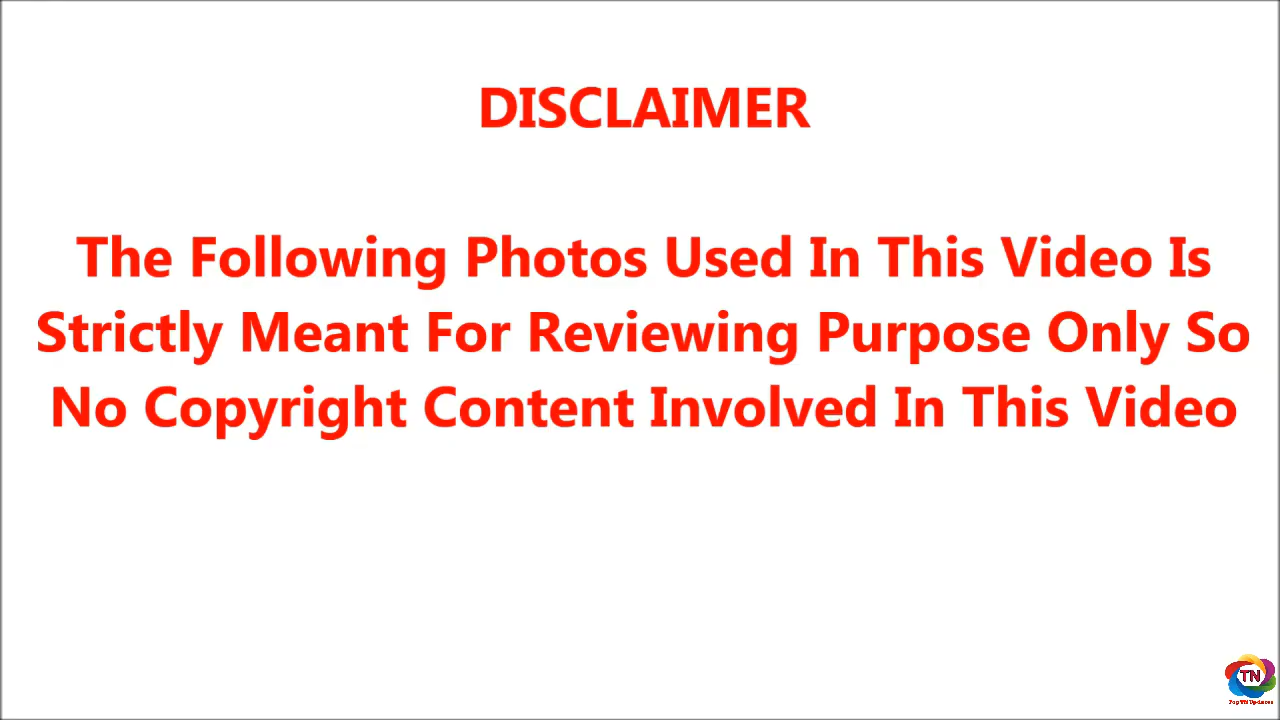 DISCLAIMER
The Following Photos Used In This Video Is
Strictly Meant For Reviewing Purpose Only So
No Copyright Content Involved In This Video
TN